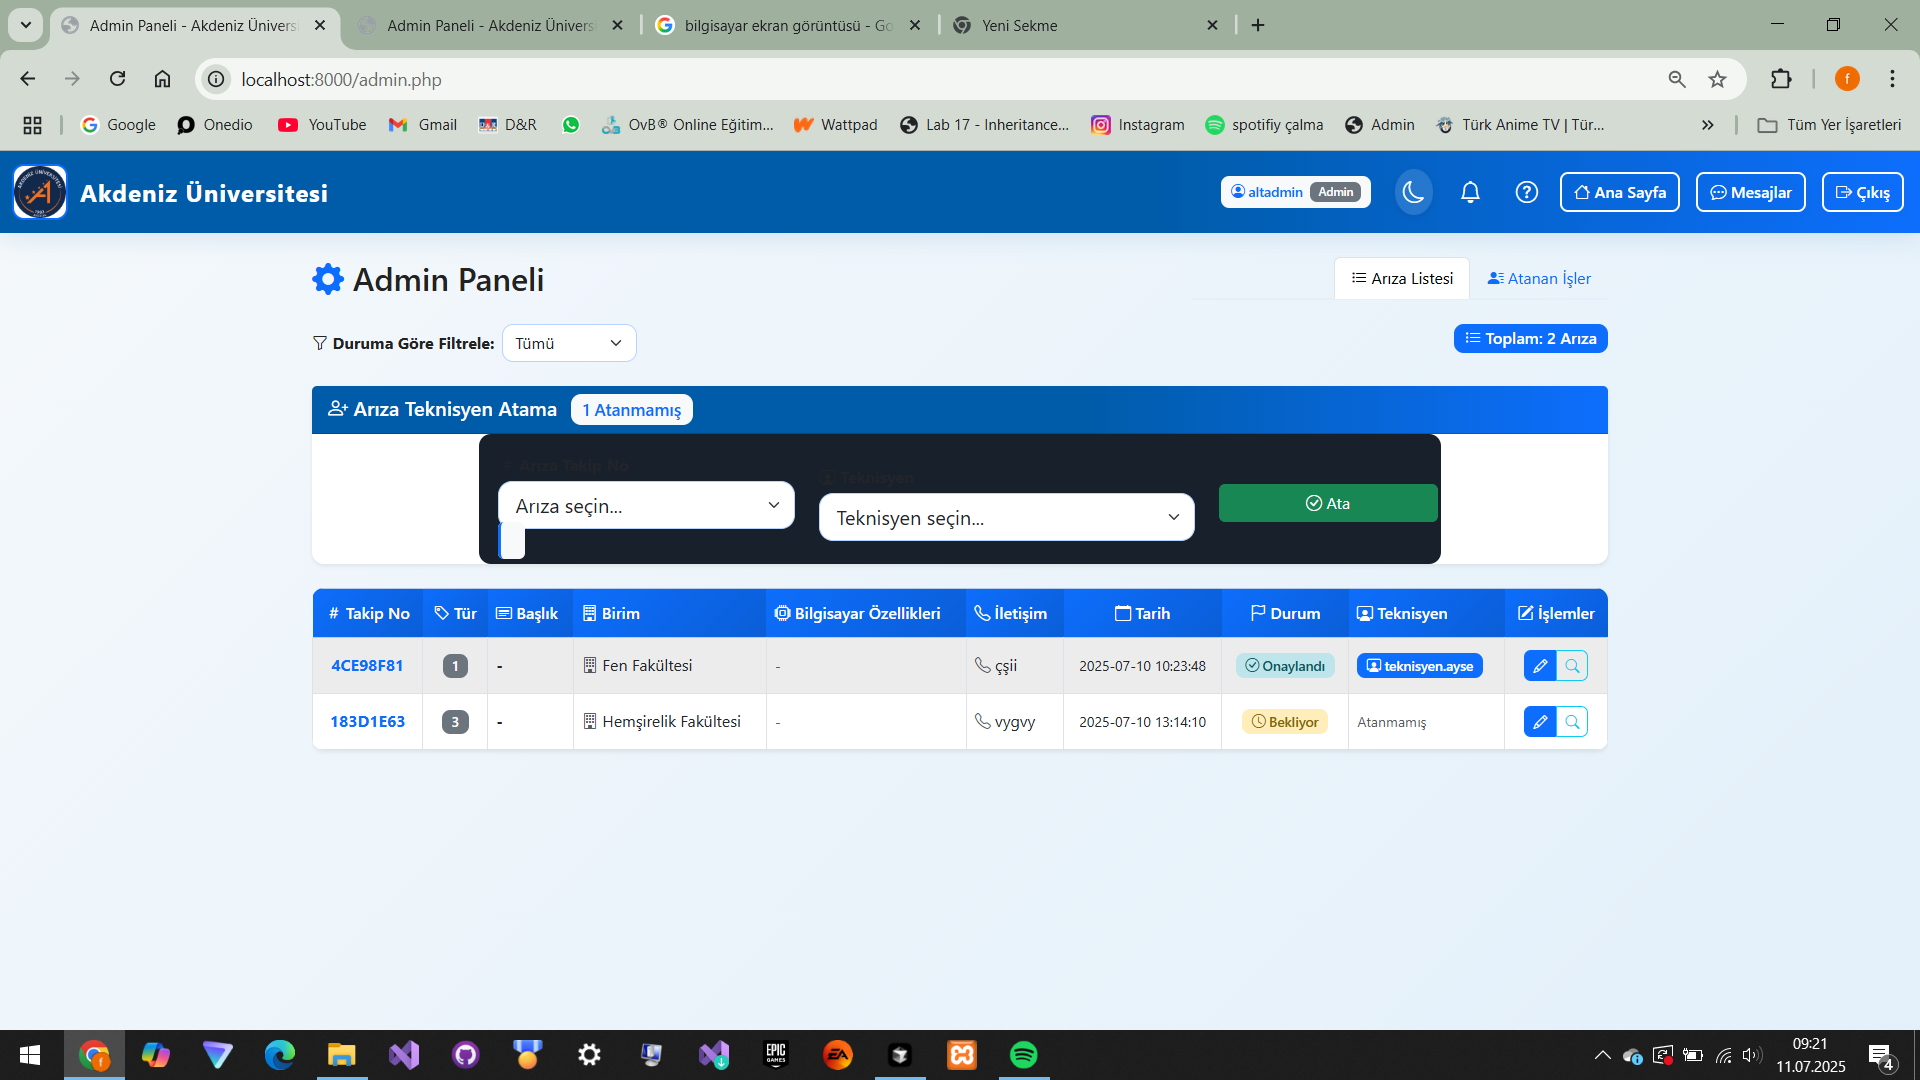 Admin Paneli - Akdeniz Ünivers
Admin Paneli - Akdeniz Ünivers
bilgisayar ekran görüntüsü - Go
Yeni Sekme
localhost:8000/admin.php
f
Google
Onedio
YouTube
Gmail
D&R
OvB® Online Eğitim...
Wattpad
Lab 17 - Inheritance...
Instagram
spotifiy çalma
Admin
Türk Anime TV | Tür...
Tüm Yer İşaretleri
Akdeniz Üniversitesi
altadmin Admin
Ana Sayfa
Mesajlar
Çıkış
Admin Paneli
Arıza Listesi
Atanan İşler
Duruma Göre Filtrele:
Tümü
Toplam: 2 Arıza
Arıza Teknisyen Atama
1 Atanmamış
Arıza Takip No
Teknisyen
Arıza seçin...
Teknisyen seçin...
Ata
# Takip No
Tür
Başlık
Birim
Bilgisayar Özellikleri
İletişim
Tarih
Durum
Teknisyen
İşlemler
4CE98F81
1
-
Fen Fakültesi
-
çşii
2025-07-10 10:23:48
Onaylandı
teknisyen.ayse
183D1E63
3
-
Hemşirelik Fakültesi
-
vygvy
2025-07-10 13:14:10
Bekliyor
Atanmamış
EPIC
GAMES
EA
09:21
11.07.2025
4